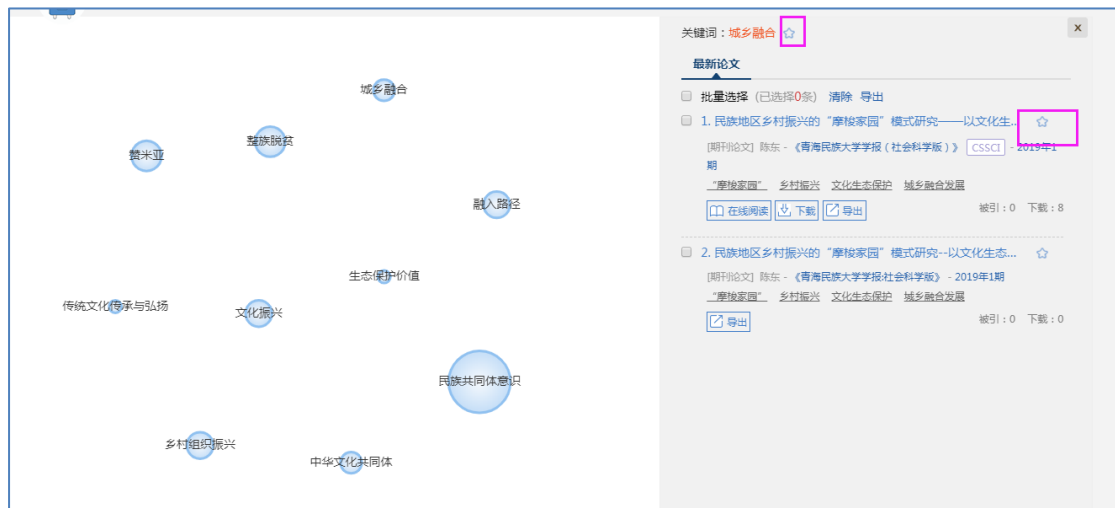 城乡融合
整族脱贫
赞米亚
融入路径
生态保护价值
传统文化传承与弘扬
文化振兴
民族共同体意识
乡村组织振兴
中华文化共同体
关键词：城乡融合
x
最新论文
批量选择 (已选择0条) 清除 导出
1. 民族地区乡村振兴的“摩梭家园”模式研究——以文化生...
[期刊论文] 陈东 - 《青海民族大学学报（社会科学版）》 CSSCI - 2019年1
期
“摩梭家园” 乡村振兴 文化生态保护 城乡融合发展
在线阅读 下载 导出 被引：0 下载：8
2. 民族地区乡村振兴的“摩梭家园”模式研究--以文化生态...
[期刊论文] 陈东 - 《青海民族大学学报:社会科学版》 - 2019年1期
“摩梭家园” 乡村振兴 文化生态保护 城乡融合发展
导出 被引：0 下载：0